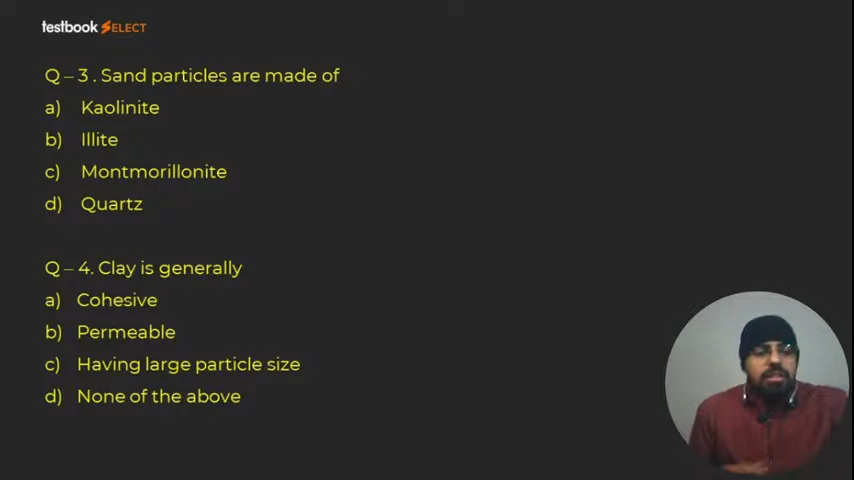 testbook SELECT
Q – 3 . Sand particles are made of
a) Kaolinite
b) Illite
c) Montmorillonite
d) Quartz
Q – 4. Clay is generally
a) Cohesive
b) Permeable
c) Having large particle size
d) None of the above